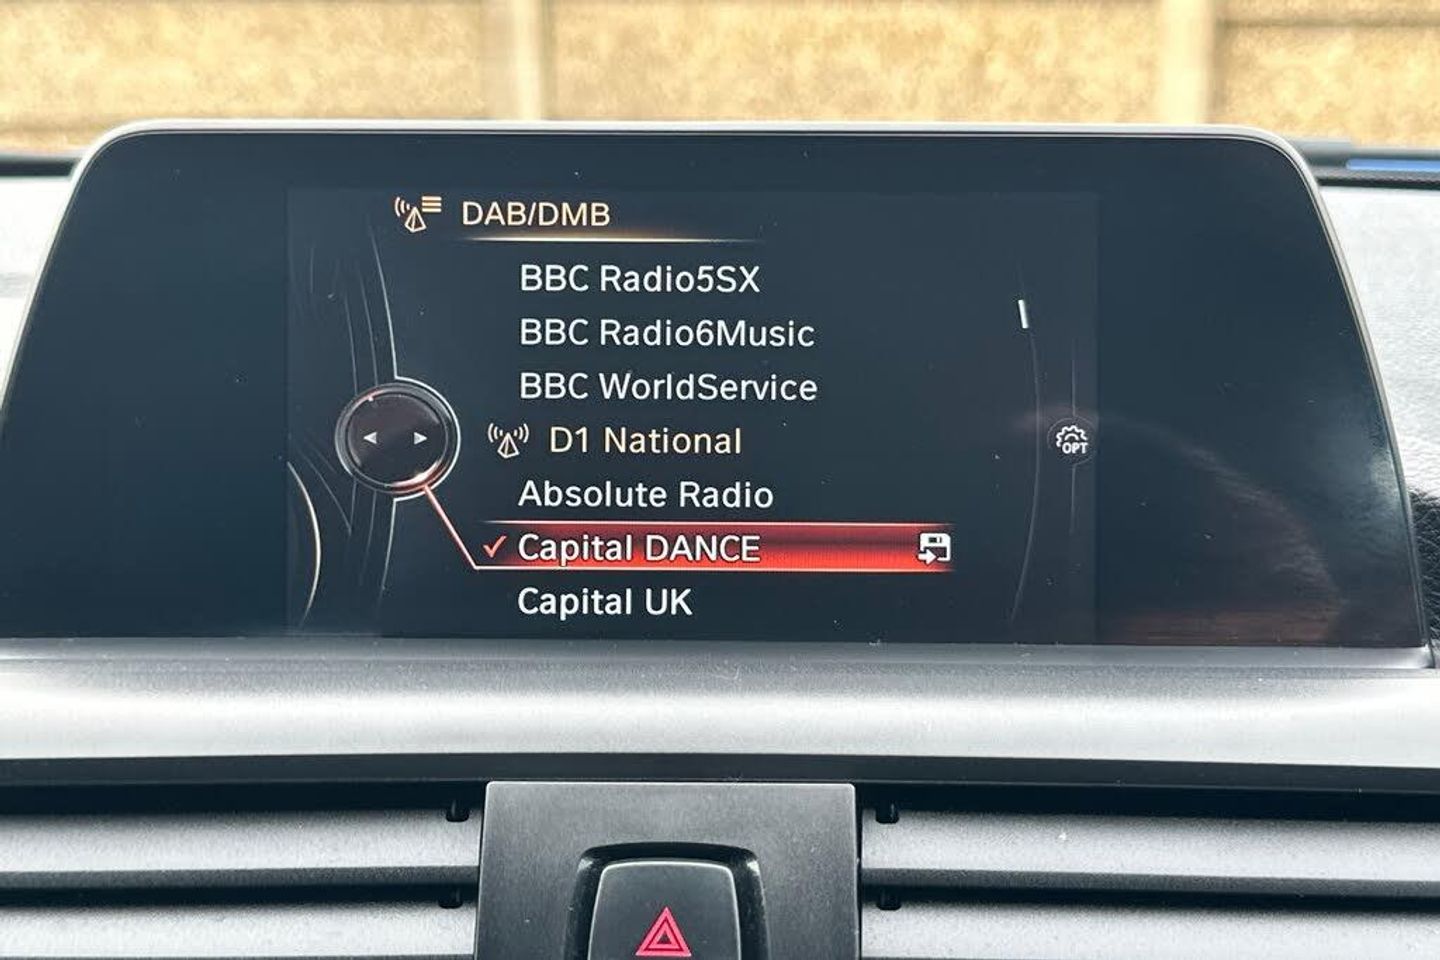 DAB/DMB
BBC Radio5SX
BBC Radio6Music
BBC WorldService
D1 National
Absolute Radio
Capital DANCE
Capital UK
OPT